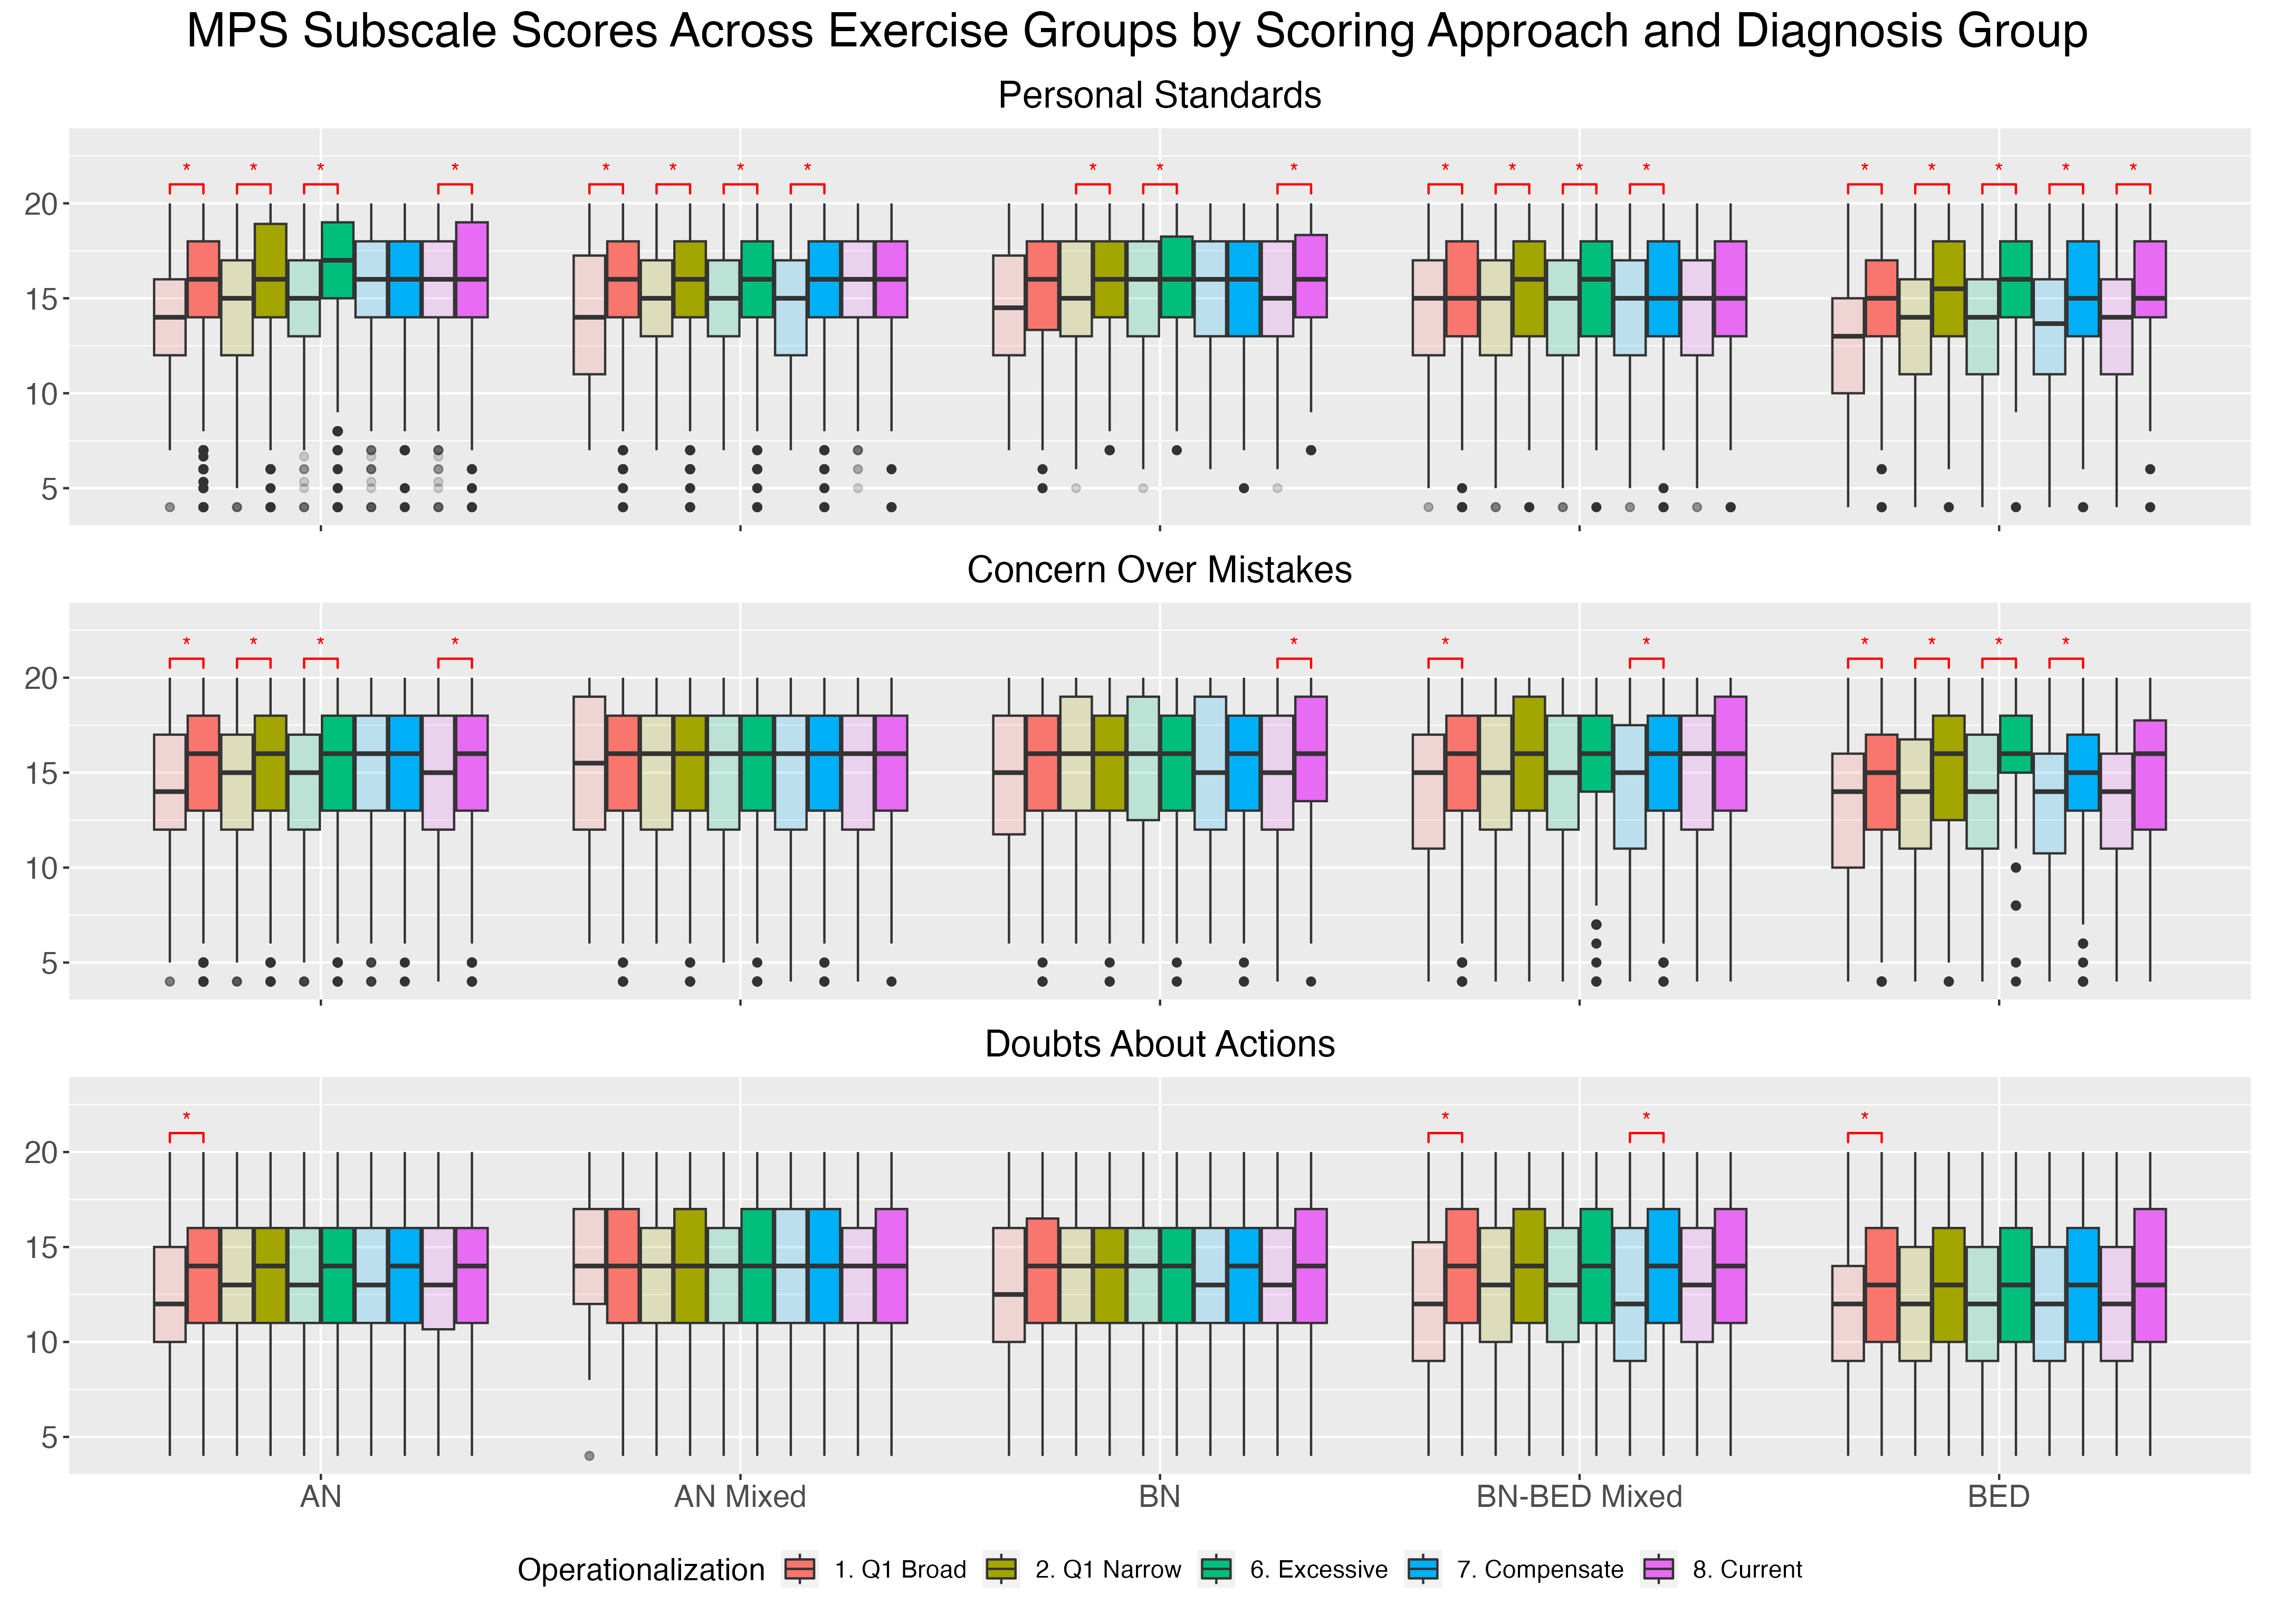 MPS Subscale Scores Across Exercise Groups by Scoring Approach and Diagnosis Group
Personal Standards
* * * * * * * * * * * * * * * * * * * * 
20
15
10
5
Concern Over Mistakes
* * * * * * * * * * *
20
15
10
5
Doubts About Actions
* * * *
20
15
10
5
AN AN Mixed BN BN-BED Mixed BED
Operationalization 1. Q1 Broad 2. Q1 Narrow 6. Excessive 7. Compensate 8. Current